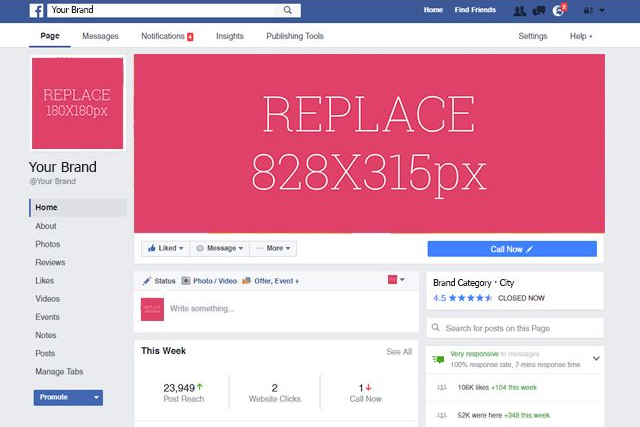 Your Brand
Home Find Friends 2
Page Messages Notifications 4 Insights Publishing Tools Settings Help
REPLACE
180X180px
REPLACE
828X315px
Your Brand
@Your Brand
Home
About
Photos
Reviews
Likes
Videos
Events
Notes
Posts
Manage Tabs
Promote
Liked Message ··· More
Call Now
Status Photo / Video Offer, Event +
REPLACE
Write something...
Brand Category · City
4.5 ★★★★★ CLOSED NOW
Search for posts on this Page
Very responsive to messages
100% response rate, 7-mins response time
106K likes +104 this week
52K were here +348 this week
This Week See All
23,949
Post Reach
2
Website Clicks
1
Call Now